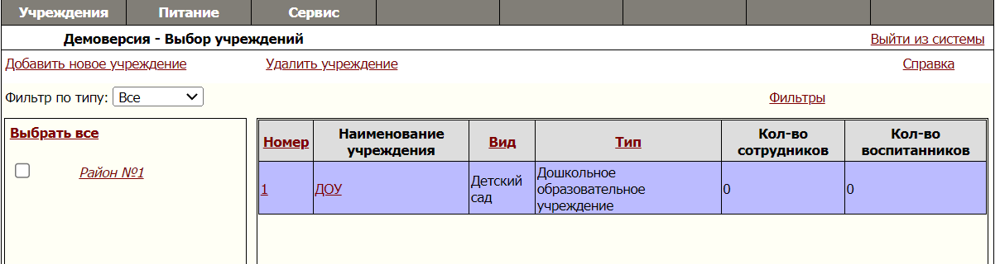 Учреждения Питание Сервис
Демоверсия - Выбор учреждений Выйти из системы
Добавить новое учреждение Удалить учреждение Справка
Фильтр по типу: Все Фильтры
Выбрать все
Район №1
Номер Наименование учреждения Вид Тип Кол-во сотрудников Кол-во воспитанников
1 ДОУ Детский сад Дошкольное образовательное учреждение 0 0